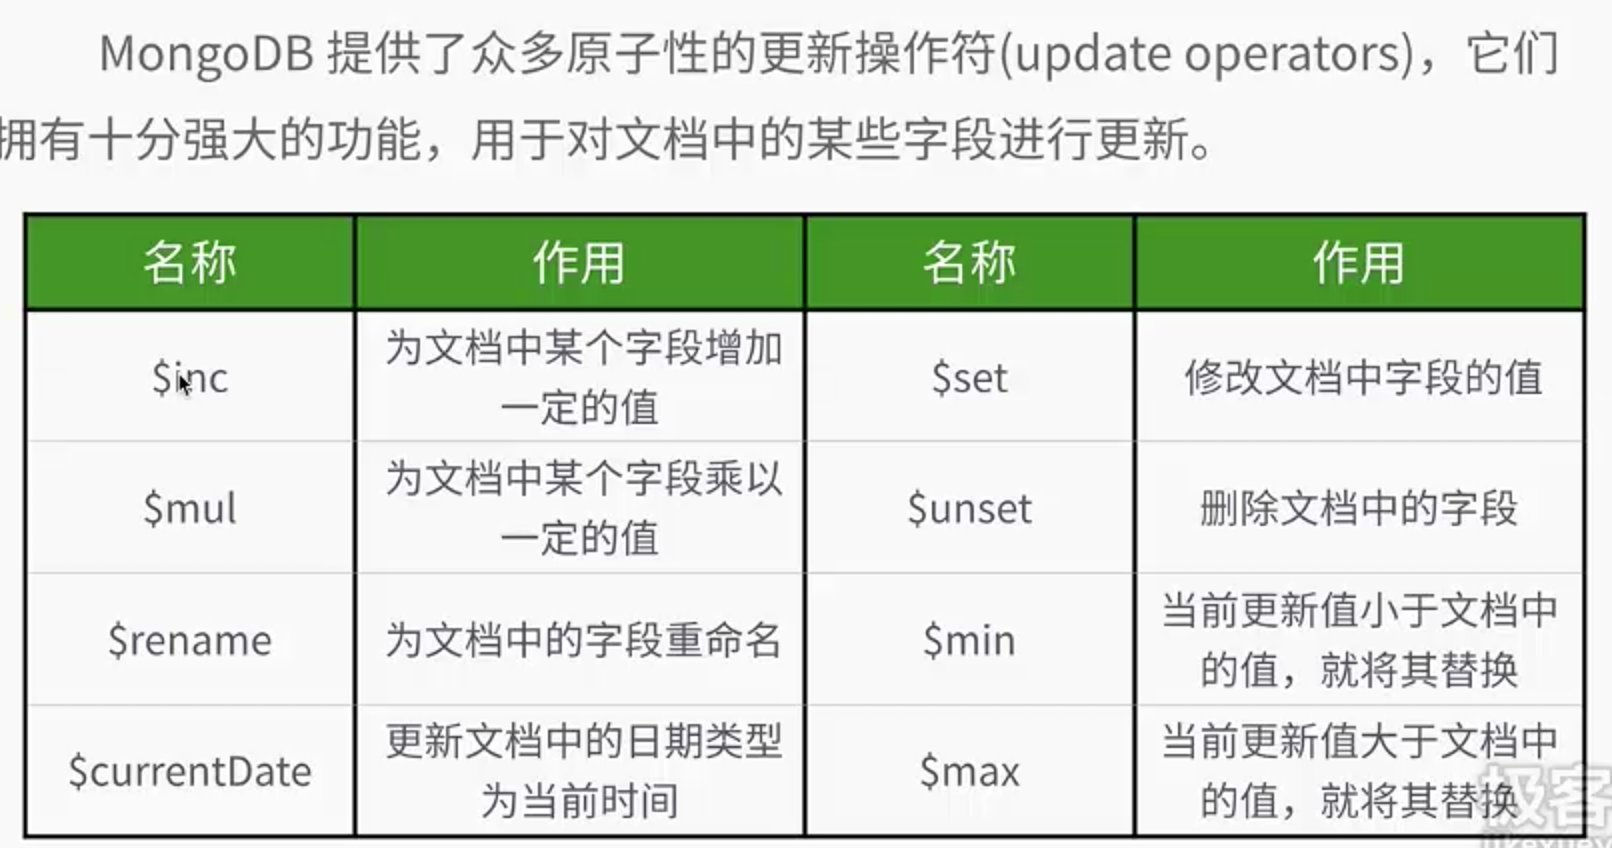 MongoDB 提供了众多原子性的更新操作符(update operators)，它们
拥有十分强大的功能，用于对文档中的某些字段进行更新。
名称 作用 名称 作用
$inc 为文档中某个字段增加
一定的值 $set 修改文档中字段的值
$mul 为文档中某个字段乘以
一定的值 $unset 删除文档中的字段
$rename 为文档中的字段重命名 $min 当前更新值小于文档中
的值，就将其替换
$currentDate 更新文档中的日期类型
为当前时间 $max 当前更新值大于文档中
的值，就将其替换
极客